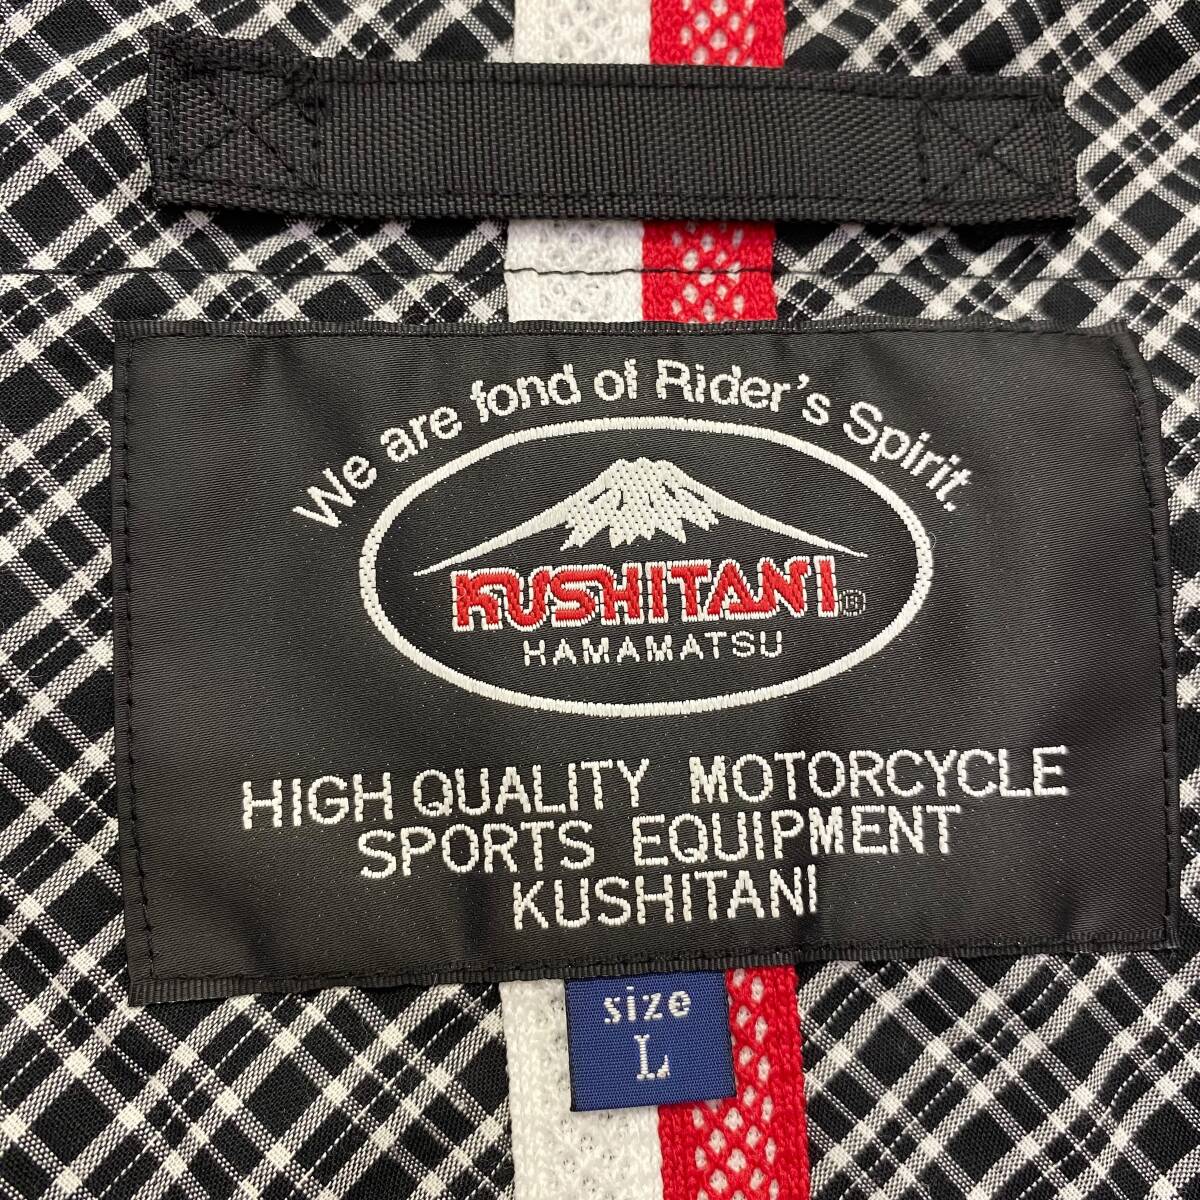 We are fond of Rider's Spirit.
KUSHITANI®
HAMAMATSU
HIGH QUALITY MOTORCYCLE
SPORTS EQUIPMENT
KUSHITANI
size
L